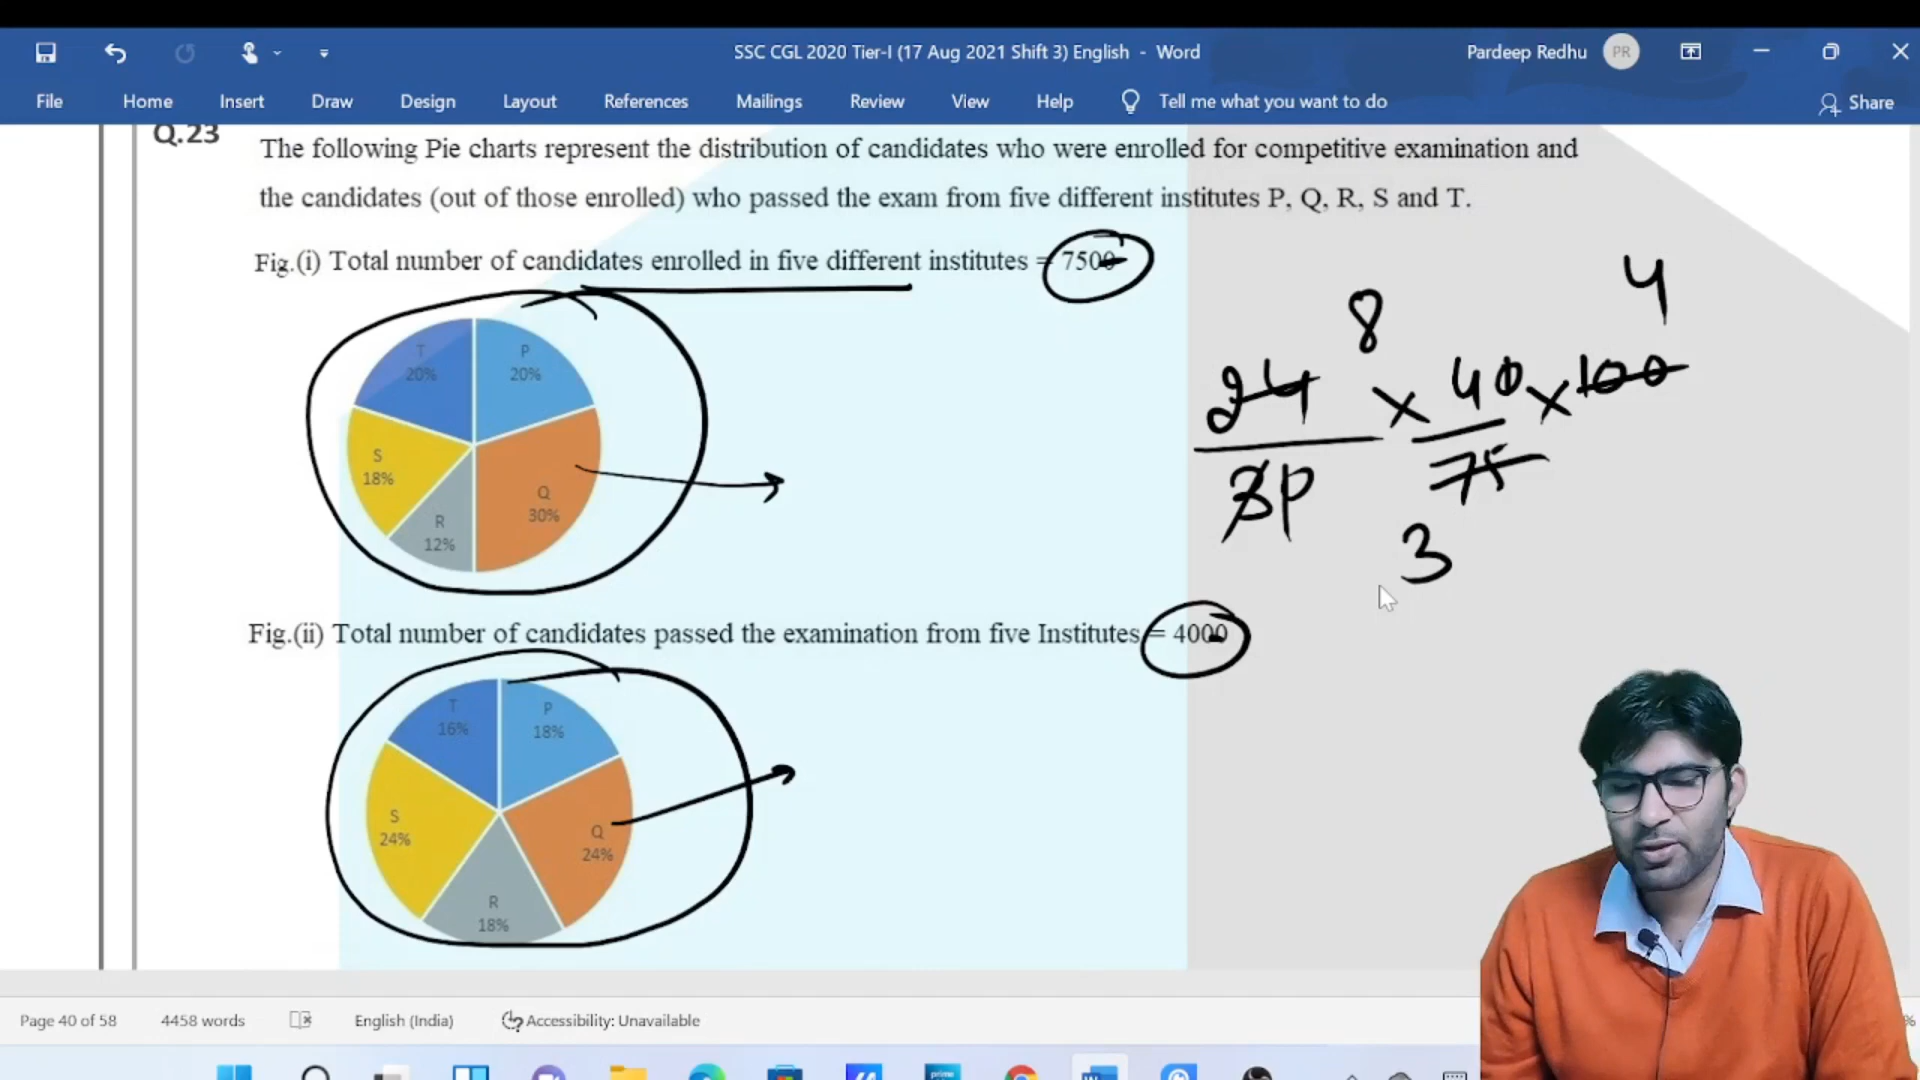 SSC CGL 2020 Tier-I (17 Aug 2021 Shift 3) English - Word
Pardeep Redhu PR
File Home Insert Draw Design Layout References Mailings Review View Help Tell me what you want to do Share
Q.23
The following Pie charts represent the distribution of candidates who were enrolled for competitive examination and
the candidates (out of those enrolled) who passed the exam from five different institutes P, Q, R, S and T.
Fig.(i) Total number of candidates enrolled in five different institutes = 7500
T
20%
P
20%
S
18%
R
12%
Q
30%
4
8
24 × 40 × 100
75
3
Fig.(ii) Total number of candidates passed the examination from five Institutes = 4000
T
16%
P
18%
S
24%
Q
24%
R
18%
Page 40 of 58 4458 words English (India) Accessibility: Unavailable
prime